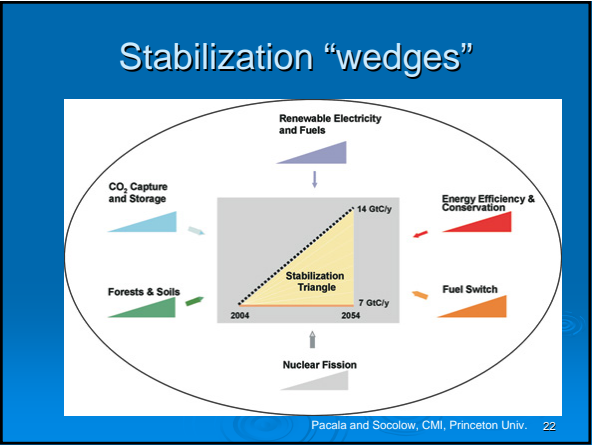 Stabilization “wedges”
Renewable Electricity
and Fuels
CO2 Capture
and Storage
Energy Efficiency &
Conservation
14 GtC/y
Stabilization
Triangle
Forests & Soils
Fuel Switch
7 GtC/y
2004
2054
Nuclear Fission
Pacala and Socolow, CMI, Princeton Univ.
22